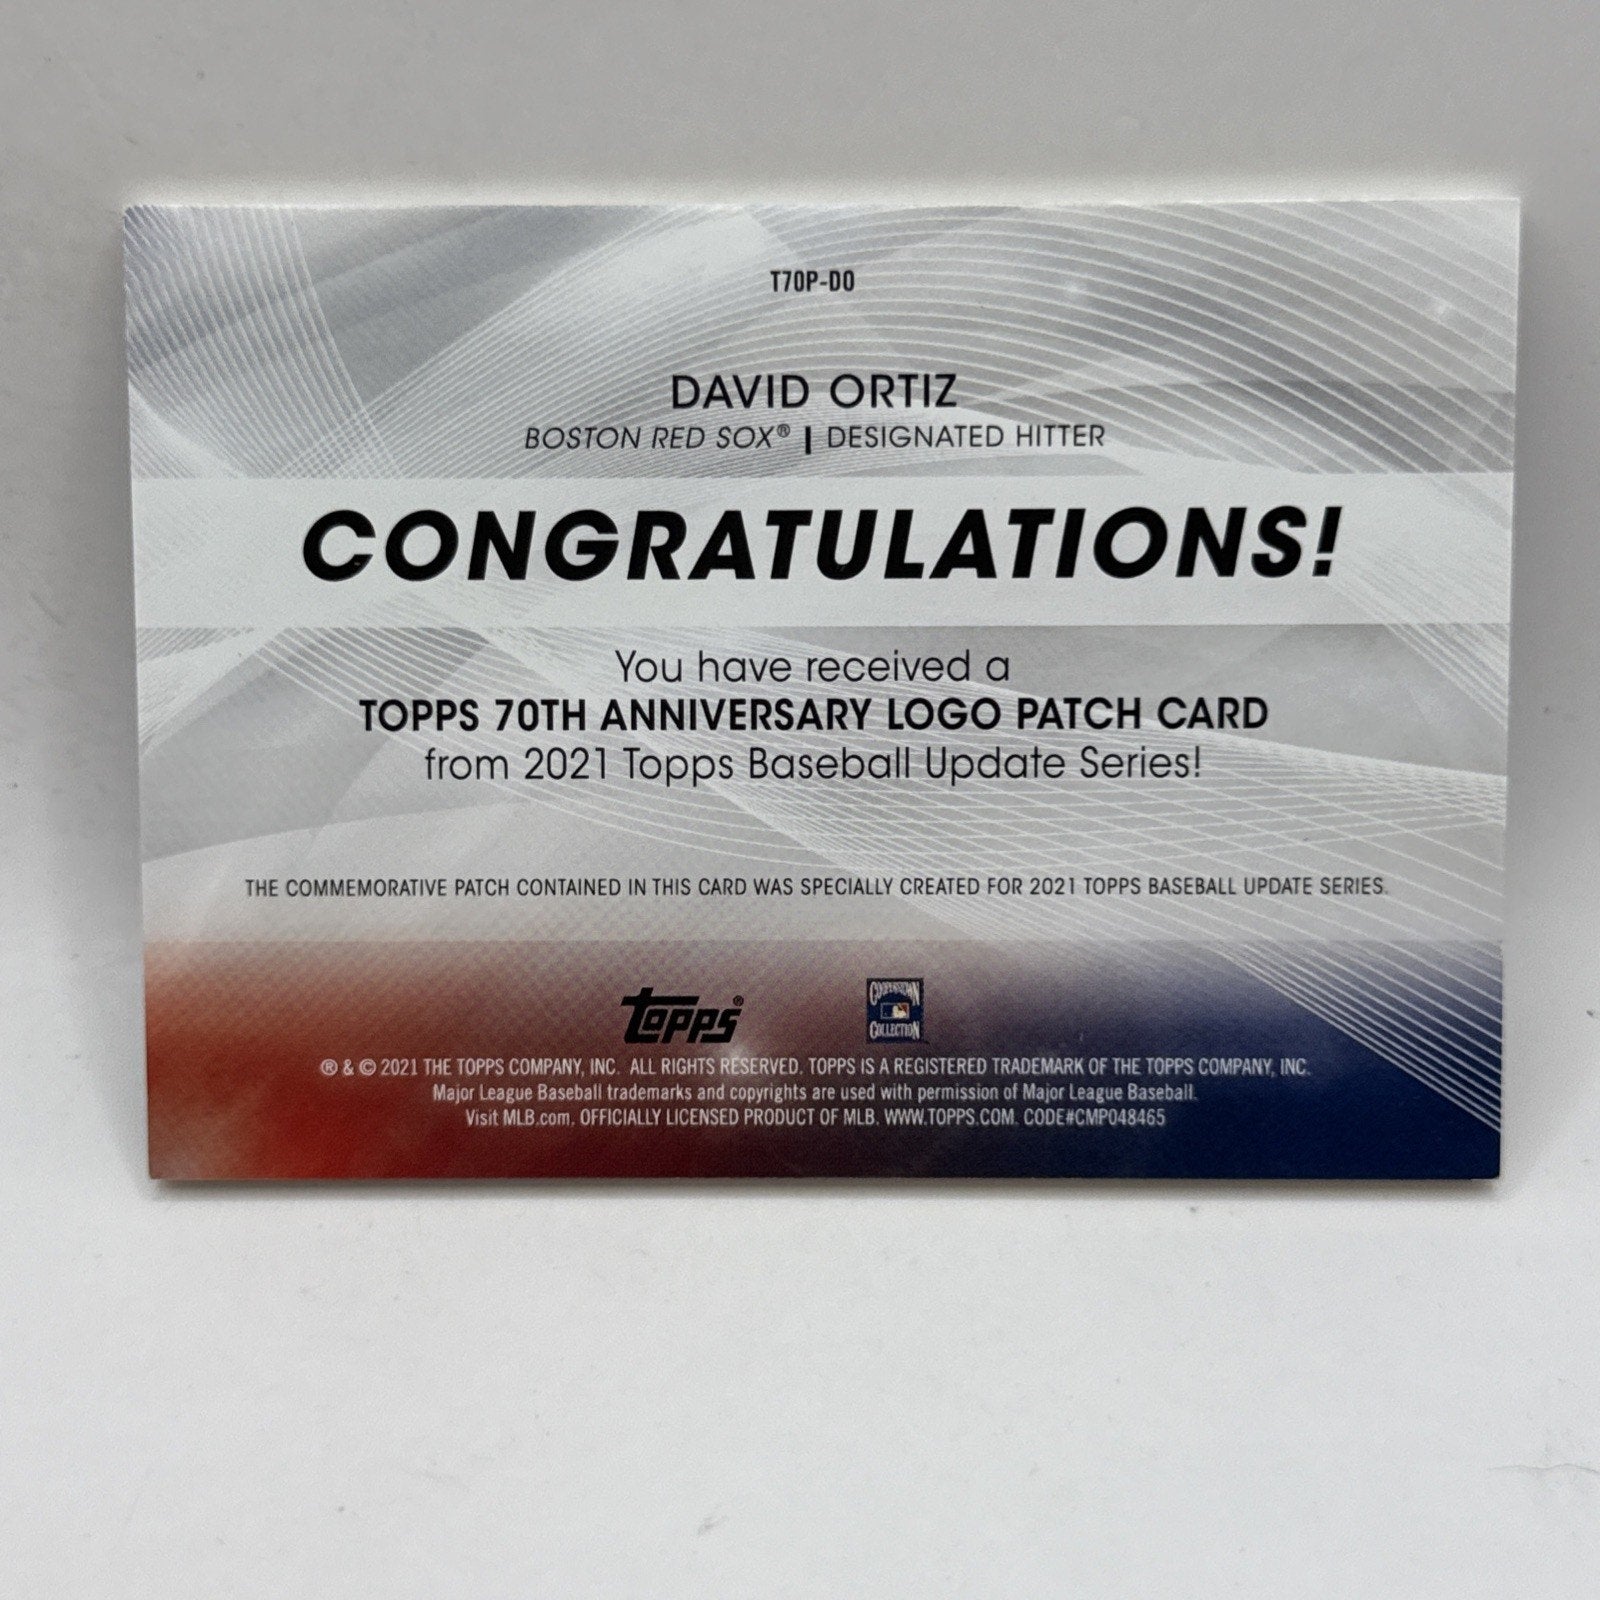 T70P-DO
DAVID ORTIZ
BOSTON RED SOX® | DESIGNATED HITTER
CONGRATULATIONS!
You have received a
TOPPS 70TH ANNIVERSARY LOGO PATCH CARD
from 2021 Topps Baseball Update Series!
THE COMMEMORATIVE PATCH CONTAINED IN THIS CARD WAS SPECIALLY CREATED FOR 2021 TOPPS BASEBALL UPDATE SERIES.
Topps®
COOPERSTOWN
COLLECTION
® & © 2021 THE TOPPS COMPANY, INC. ALL RIGHTS RESERVED. TOPPS IS A REGISTERED TRADEMARK OF THE TOPPS COMPANY, INC.
Major League Baseball trademarks and copyrights are used with permission of Major League Baseball.
Visit MLB.com. OFFICIALLY LICENSED PRODUCT OF MLB. WWW.TOPPS.COM. CODE#CMP048465